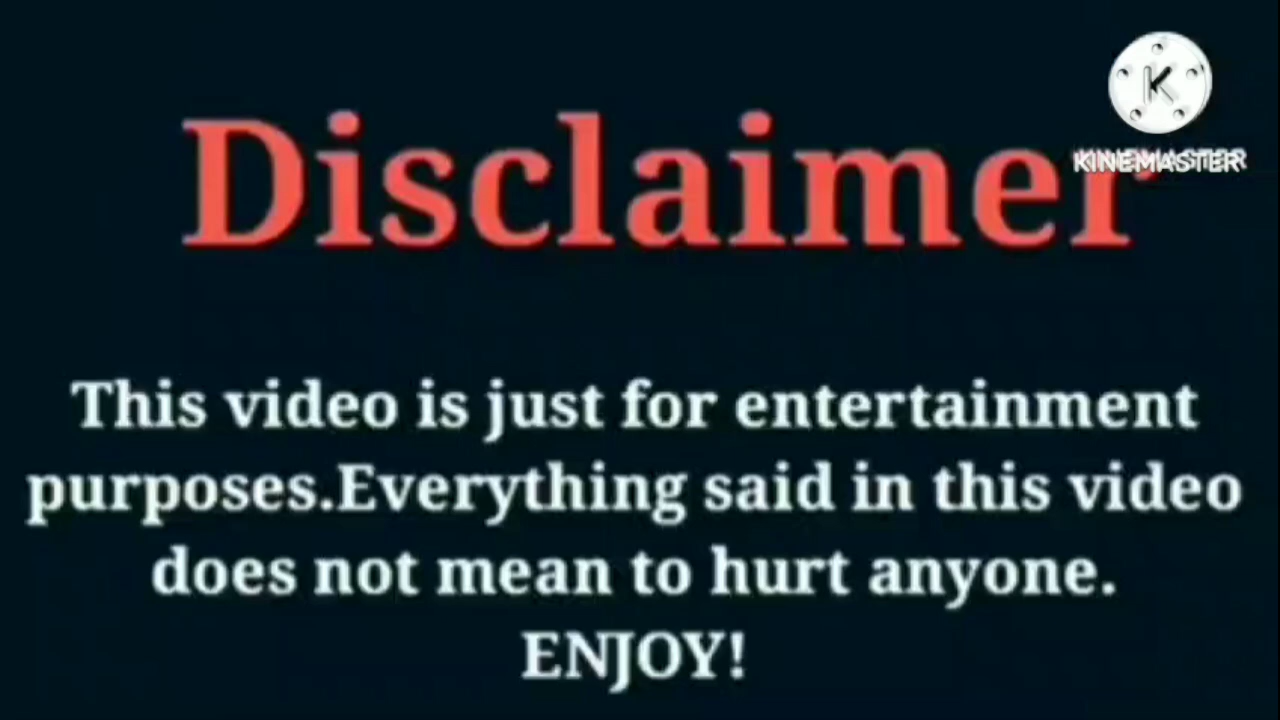 K
KINEMASTER
Disclaimer
This video is just for entertainment
purposes.Everything said in this video
does not mean to hurt anyone.
ENJOY!